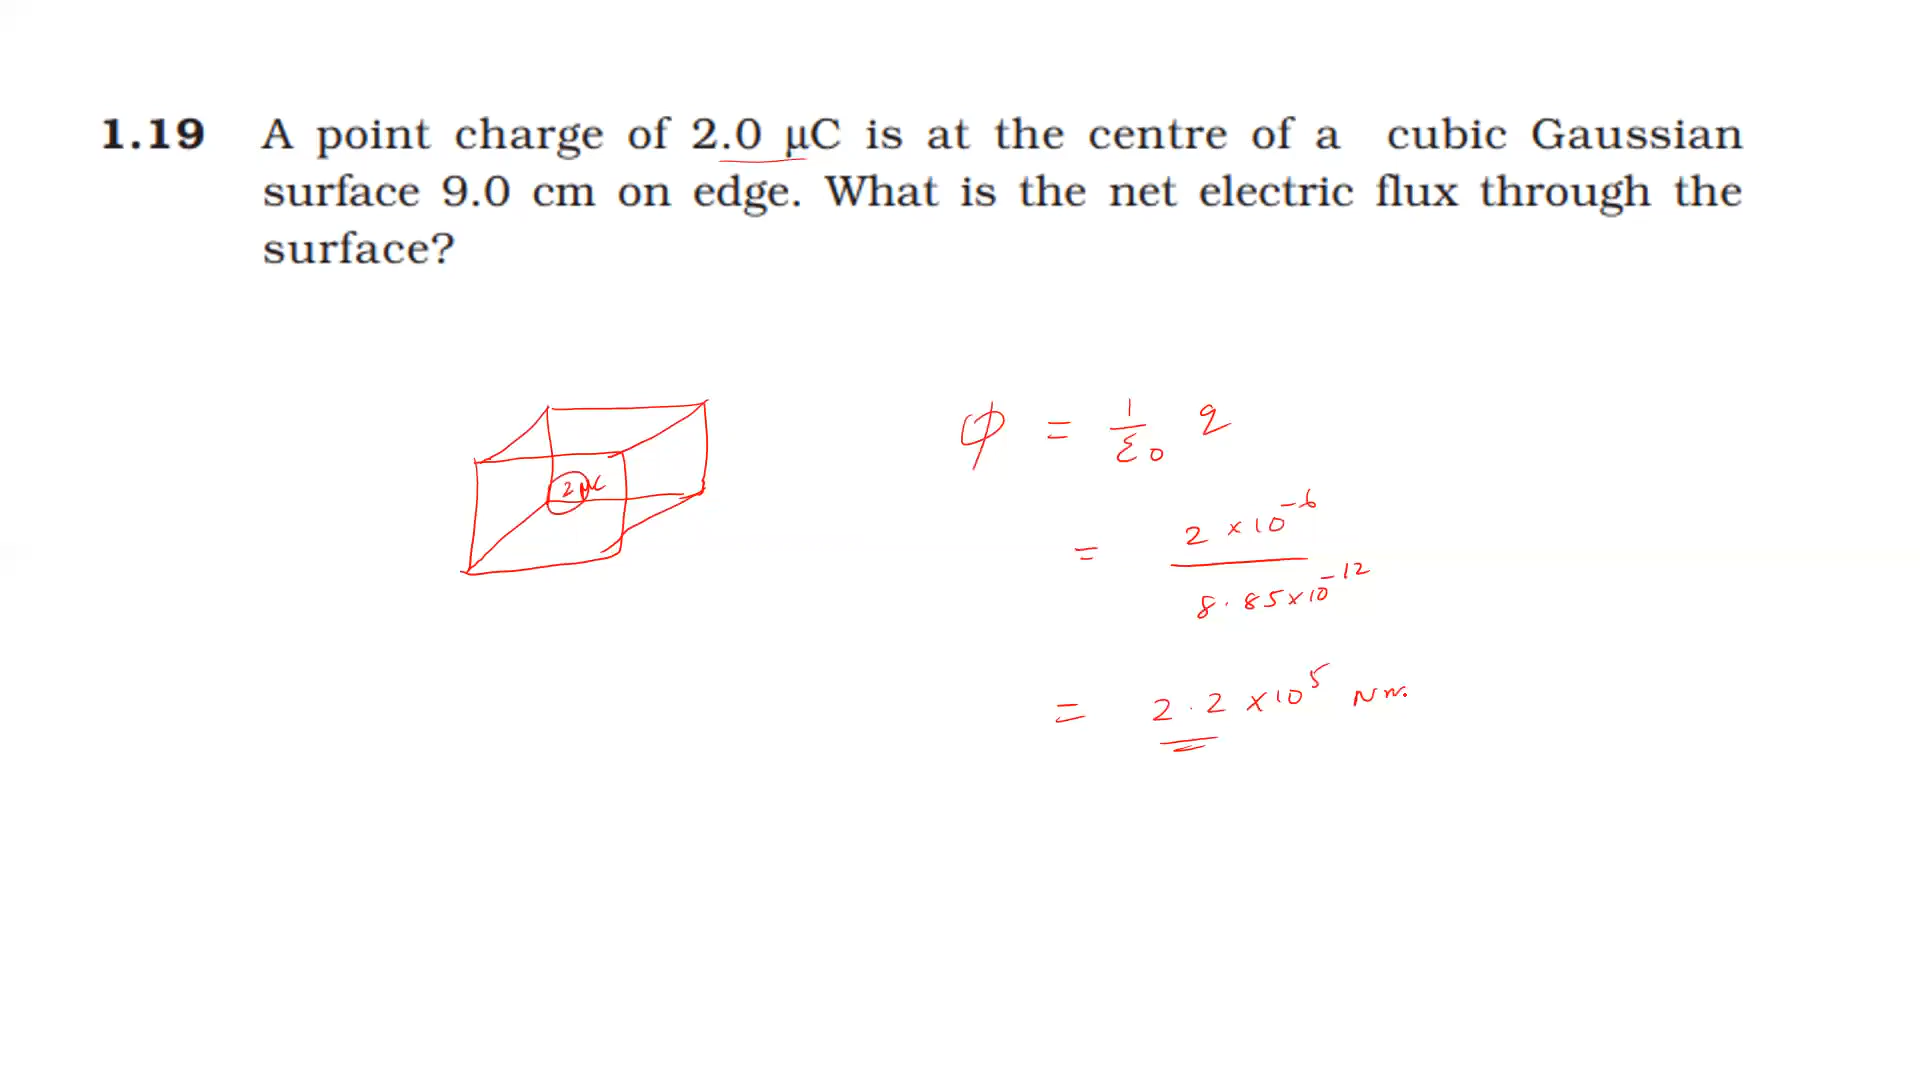 1.19 A point charge of 2.0 μC is at the centre of a cubic Gaussian
surface 9.0 cm on edge. What is the net electric flux through the
surface?
2μC
φ = 1/ε0 q
= 2 × 10^-6 / 8.85×10^-12
= 2.2 ×10^5 Nm.